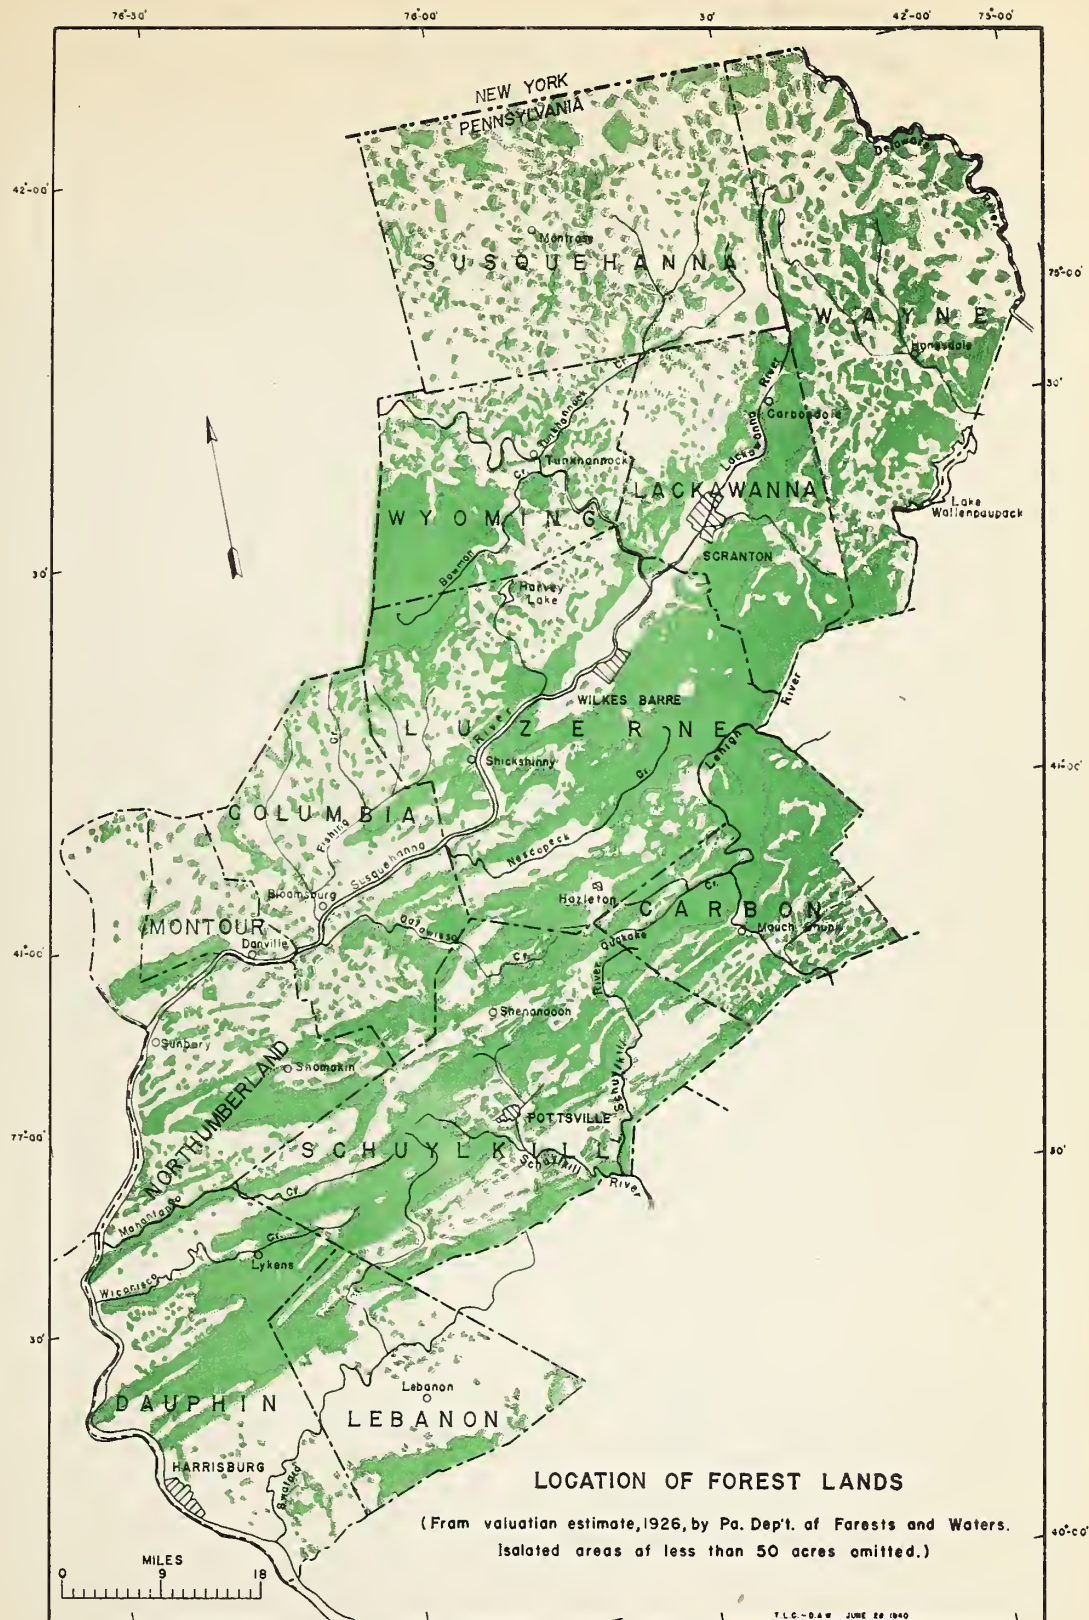 76°-30'
76°-00'
30'
42°-00'
75°-00'
NEW YORK
PENNSYLVANIA
Delaware
River
42°-00'
Montrose
SUSQUEHANNA
75°-00'
WAYNE
Honesdale
Cr.
River
30'
Tunkhannock
Carbondale
Lackawanna
Tunkhannock
Cr.
LACKAWANNA
Lake
Wallenpaupack
WYOMING
SCRANTON
Bowman
30'
Harvey
Lake
WILKES BARRE
River
River
LUZERNE
Lehigh
Shickshinny
Cr.
Cr.
41°-00'
COLUMBIA
Fishing
Susquehanna
Nescopeck
Bloomsburg
Hazleton
Cr.
CARBON
MONTOUR
Catawissa
Mauch Chunk
Danville
Quakake
41°-00'
Cr.
River
Shenandoah
Sunbury
NORTHUMBERLAND
Shamokin
Schuylkill
POTTSVILLE
77°-00'
SCHUYLKILL
30'
Schuylkill
River
Mahantango
Cr.
Cr.
Lykens
Wiconisco
30'
Lebanon
DAUPHIN
LEBANON
HARRISBURG
Swatara
LOCATION OF FOREST LANDS
(From valuation estimate, 1926, by Pa. Dep't. of Forests and Waters.
Isolated areas of less than 50 acres omitted.)
40°-00'
MILES
0 9 18
T.L.C.-D.A.W JUNE 28 1940